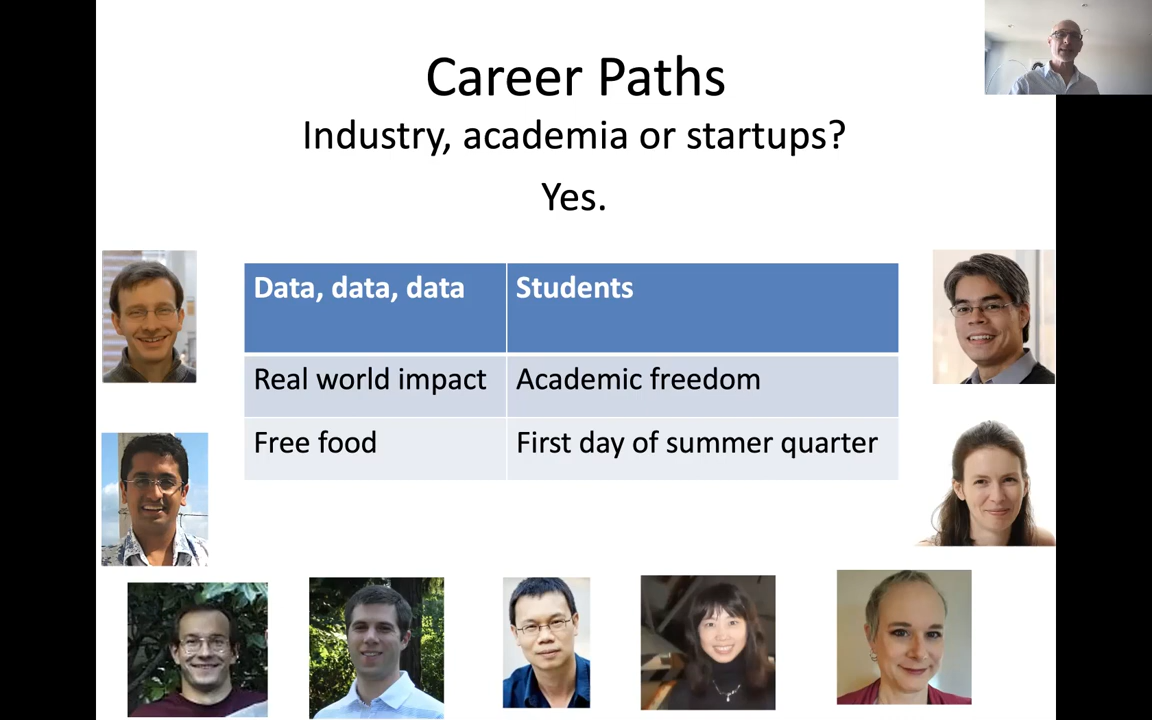 Career Paths
Industry, academia or startups?
Yes.
Data, data, data
Students
Real world impact
Academic freedom
Free food
First day of summer quarter